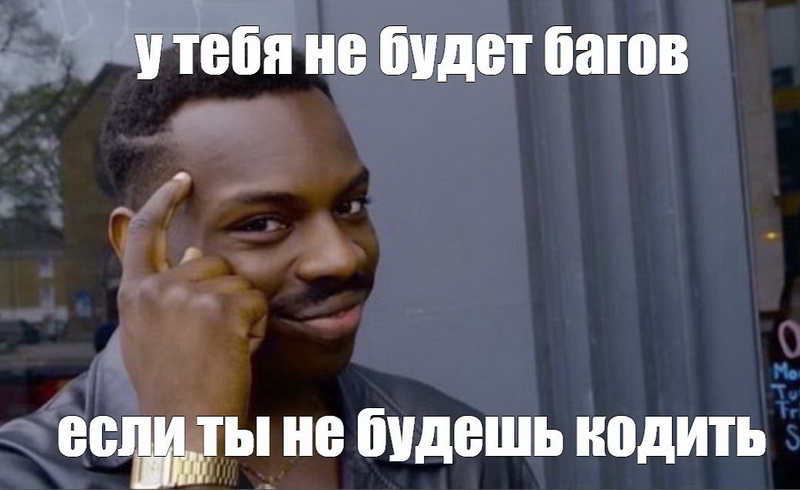 у тебя не будет багов
если ты не будешь кодить